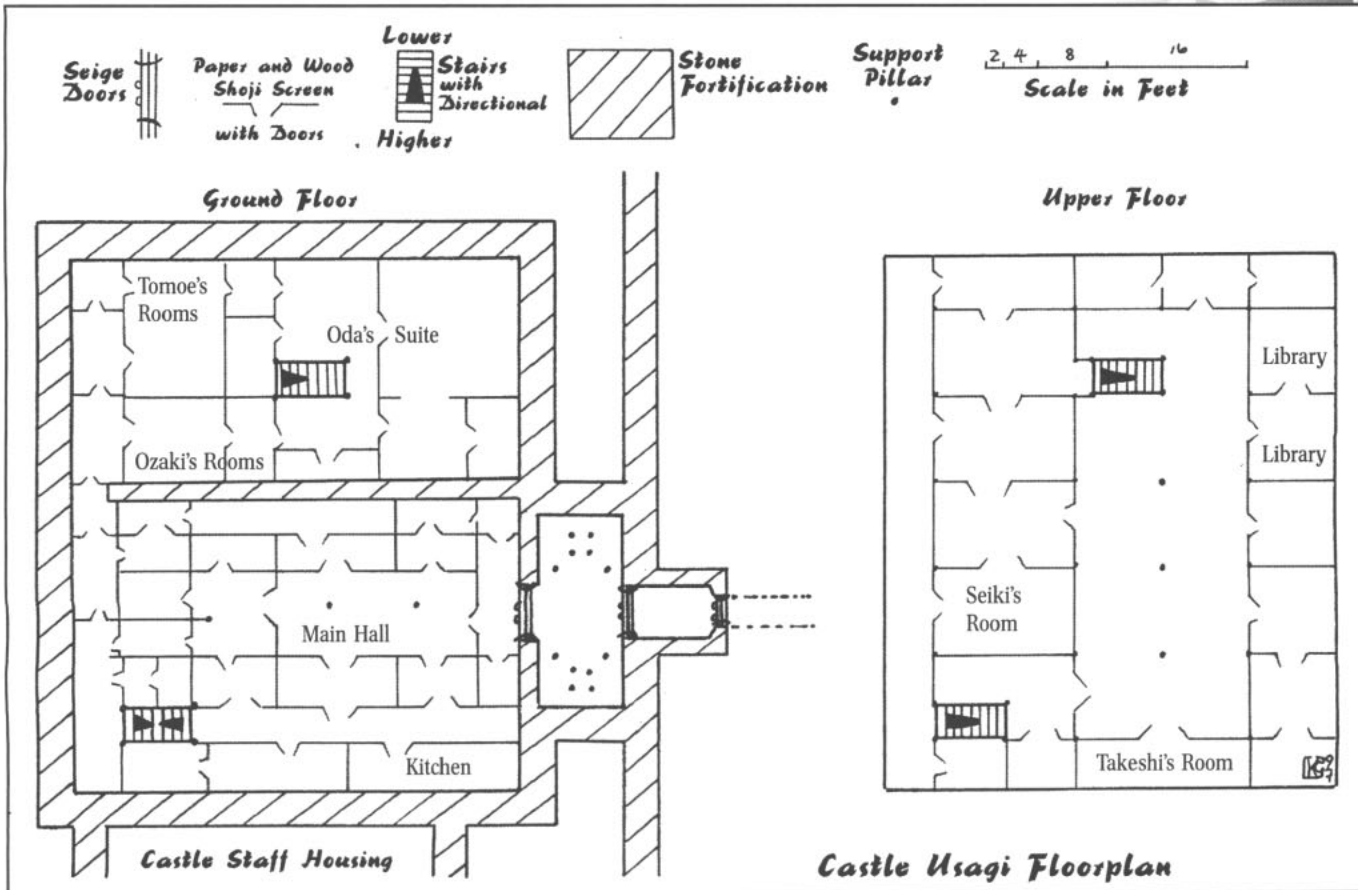 Seige
Doors
Paper and Wood
Shoji Screen
with Doors
Lower
Stairs
with
Directional
Higher
Stone
Fortification
Support
Pillar
2 4 8 16
Scale in Feet
Ground Floor
Upper Floor
Tomoe's
Rooms
Oda's Suite
Ozaki's Rooms
Main Hall
Kitchen
Library
Library
Seiki's
Room
Takeshi's Room
Castle Staff Housing
Castle Usagi Floorplan